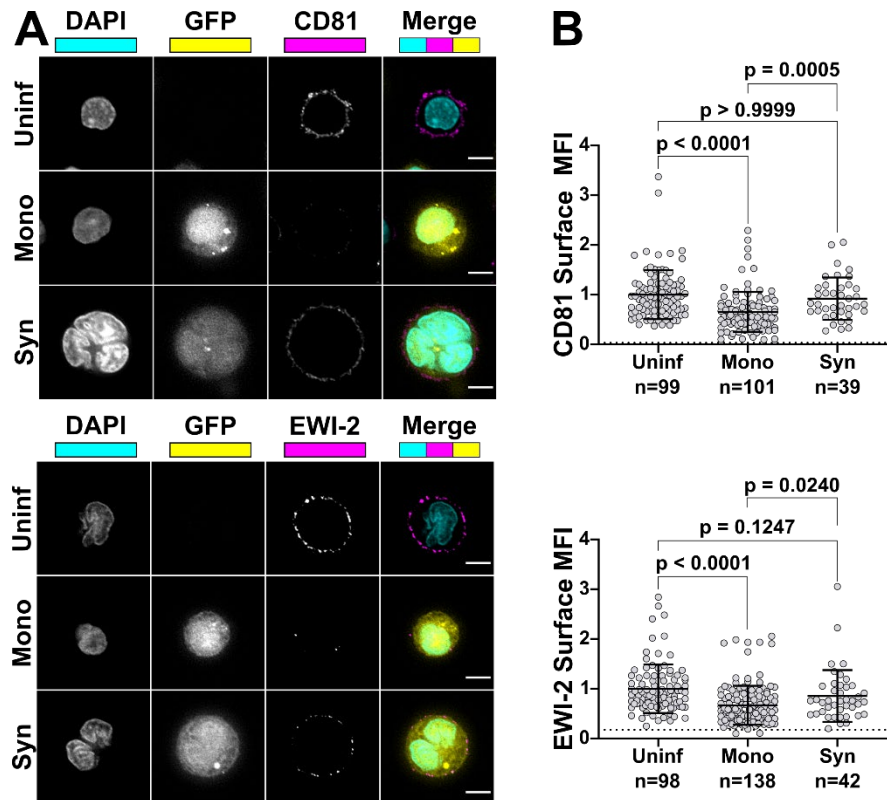 A
DAPI GFP CD81 Merge
Uninf
Mono
Syn
DAPI GFP EWI-2 Merge
Uninf
Mono
Syn
B
p = 0.0005
p > 0.9999
p < 0.0001
CD81 Surface MFI
4
3
2
1
0
Uninf Mono Syn
n=99 n=101 n=39
p = 0.0240
p = 0.1247
p < 0.0001
EWI-2 Surface MFI
4
3
2
1
0
Uninf Mono Syn
n=98 n=138 n=42